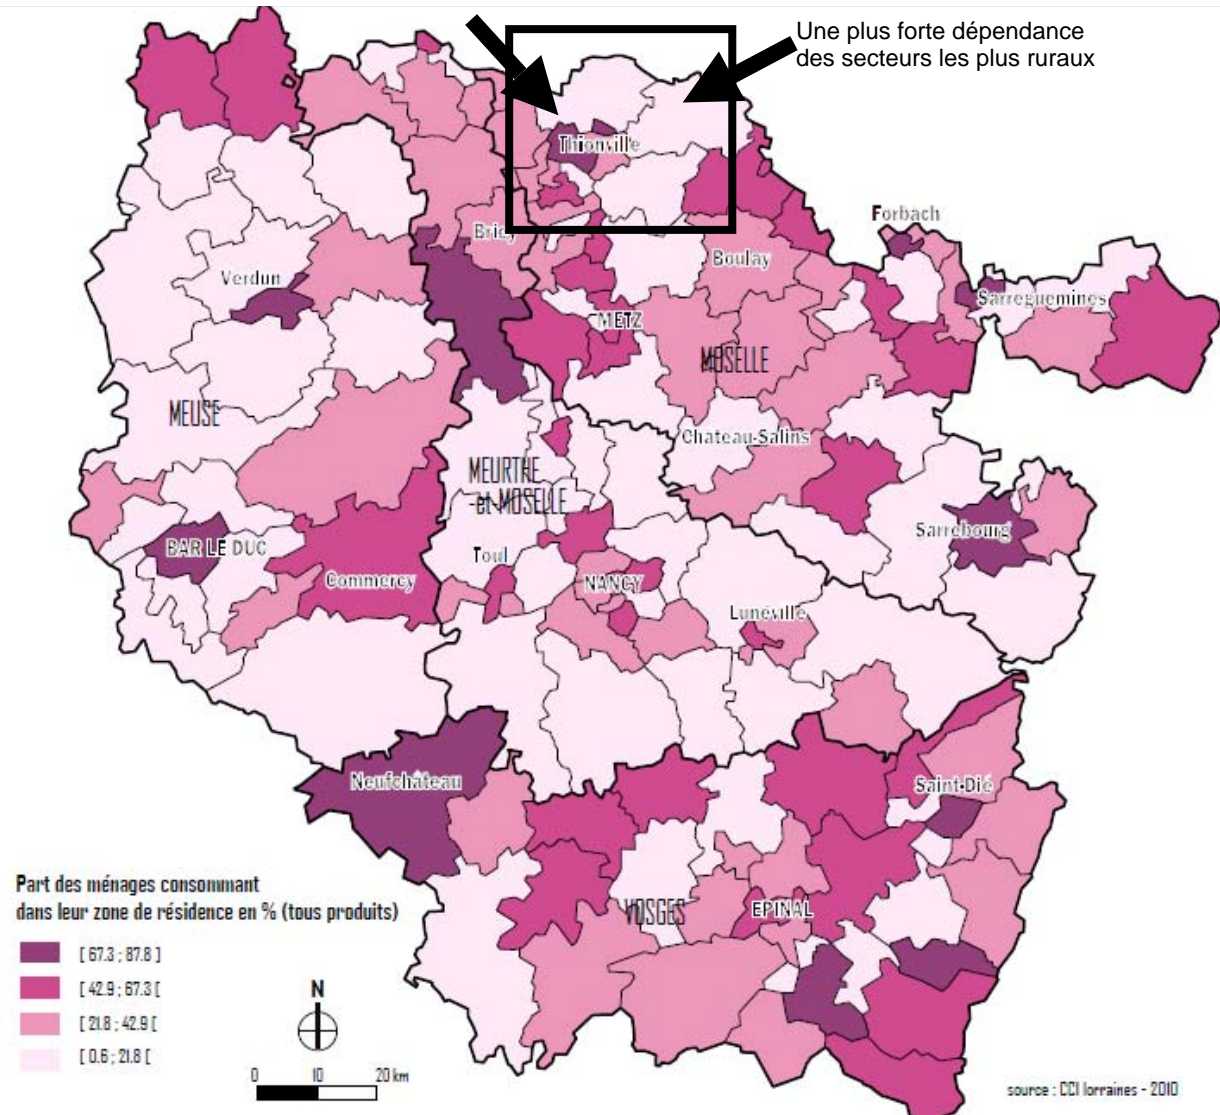 Une plus forte dépendance
des secteurs les plus ruraux
Thionville
Forbach
Briey
Boulay
Verdun
Sarreguemines
METZ
MOSELLE
MEUSE
Chateau-Salins
MEURTHE
-et-MOSELLE
Sarrebourg
BAR LE DUC
Toul
Commercy
NANCY
Lunéville
Neufchâteau
Saint-Dié
Part des ménages consommant
dans leur zone de résidence en % (tous produits)
VOSGES
EPINAL
[ 67.3 ; 87.8 ]
[ 42.9 ; 67.3 [
[ 21.8 ; 42.9 [
[ 0.6 ; 21.8 [
N
0 10 20 km
source : CCI lorraines - 2010